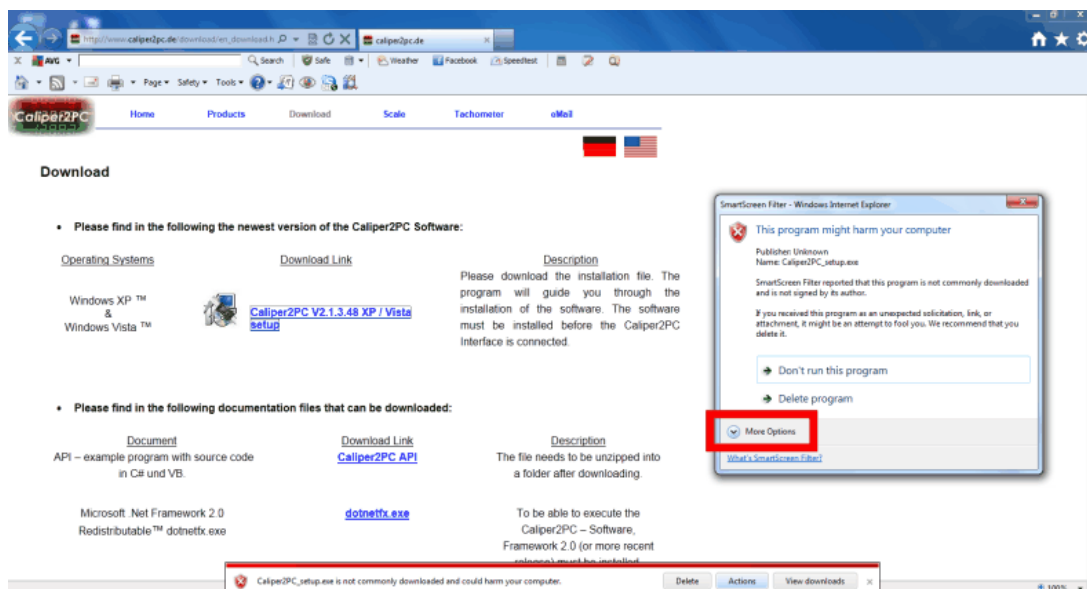 http://www.caliper2pc.de/download/en_download.h
caliper2pc.de
X AVG Search Safe Weather Facebook Speedtest
Page Safety Tools
Caliper2PC Home Products Download Scale Tachometer eMail
Download
Please find in the following the newest version of the Caliper2PC Software:
Operating Systems Download Link Description
Windows XP ™
&
Windows Vista ™
Caliper2PC V2.1.3.48 XP / Vista
setup
Please download the installation file. The
program will guide you through the
installation of the software. The software
must be installed before the Caliper2PC
Interface is connected.
Please find in the following documentation files that can be downloaded:
Document Download Link Description
API – example program with source code
in C# und VB.
Caliper2PC API
The file needs to be unzipped into
a folder after downloading.
Microsoft .Net Framework 2.0
Redistributable™ dotnetfx.exe
dotnetfx.exe
To be able to execute the
Caliper2PC – Software,
Framework 2.0 (or more recent
release) must be installed
SmartScreen Filter - Windows Internet Explorer
This program might harm your computer
Publisher: Unknown
Name: Caliper2PC_setup.exe
SmartScreen Filter reported that this program is not commonly downloaded
and is not signed by its author.
If you received this program as an unexpected solicitation, link, or
attachment, it might be an attempt to fool you. We recommend that you
delete it.
Don't run this program
Delete program
More Options
What's SmartScreen Filter?
Caliper2PC_setup.exe is not commonly downloaded and could harm your computer.
Delete Actions View downloads
100%